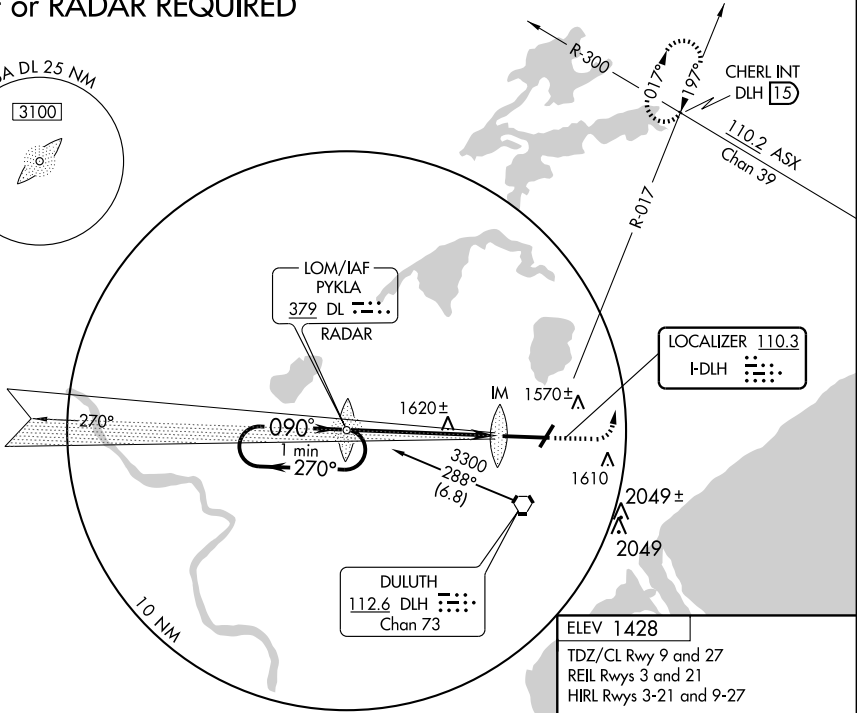 or RADAR REQUIRED
A DL 25 NM
3100
R-300
017°
197°
CHERL INT
DLH 15
110.2 ASX
Chan 39
R-017
LOM/IAF
PYKLA
379 DL
RADAR
LOCALIZER 110.3
I-DLH
IM
1570±
1620±
270°
090°
1 min
270°
3300
288°
(6.8)
1610
2049±
2049
DULUTH
112.6 DLH
Chan 73
10 NM
ELEV 1428
TDZ/CL Rwy 9 and 27
REIL Rwys 3 and 21
HIRL Rwys 3-21 and 9-27